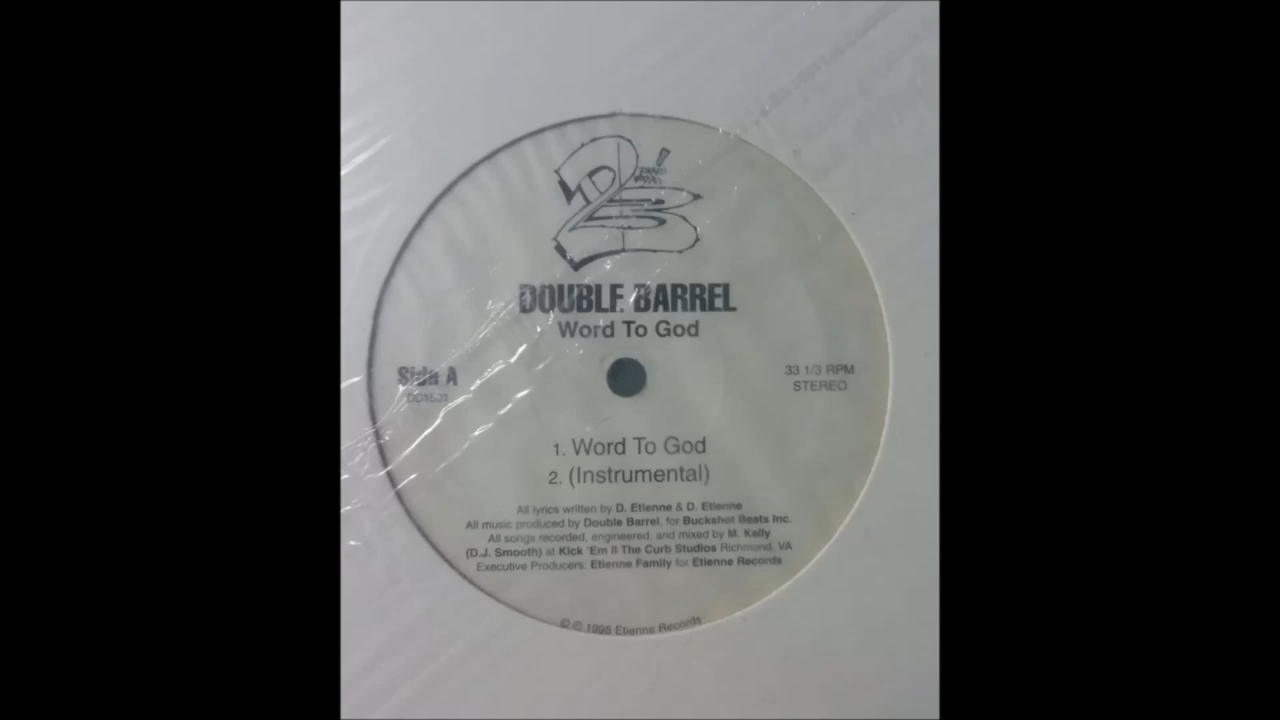 DOUBLE BARREL
Word To God
Side A
33 1/3 RPM
STEREO
1. Word To God
2. (Instrumental)
All lyrics written by D. Etienne & D. Etienne
All music produced by Double Barrel, for Buckshot Beats Inc.
All songs recorded, engineered, and mixed by M. Kelly
(D.J. Smooth) at Kick 'Em II The Curb Studios Richmond, VA
Executive Producers: Etienne Family for Etienne Records
© ℗ 1995 Etienne Records